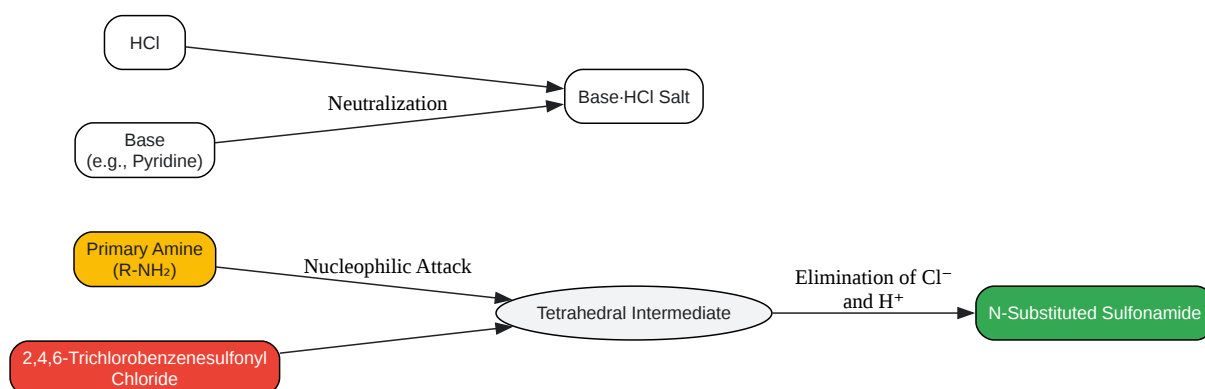 HCl
Base·HCl Salt
Neutralization
Base
(e.g., Pyridine)
Primary Amine
(R-NH₂)
Nucleophilic Attack
Elimination of Cl⁻
and H⁺
Tetrahedral Intermediate
N-Substituted Sulfonamide
2,4,6-Trichlorobenzenesulfonyl
Chloride